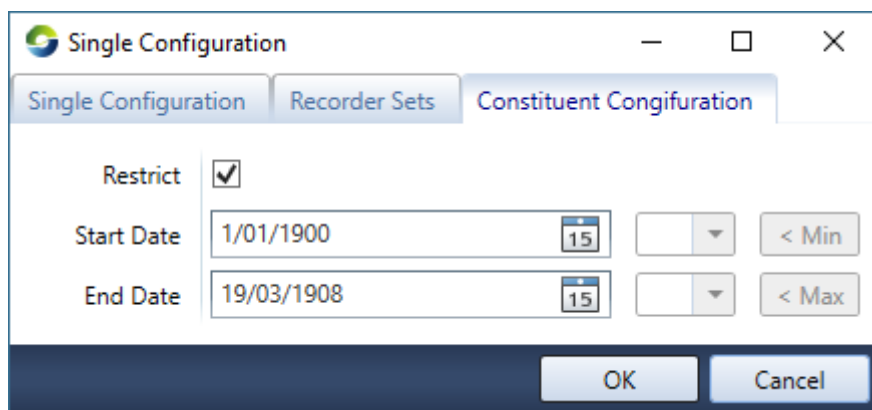 Single Configuration
Single Configuration Recorder Sets Constituent Congifuration
Restrict
Start Date 1/01/1900 15 < Min
End Date 19/03/1908 15 < Max
OK Cancel